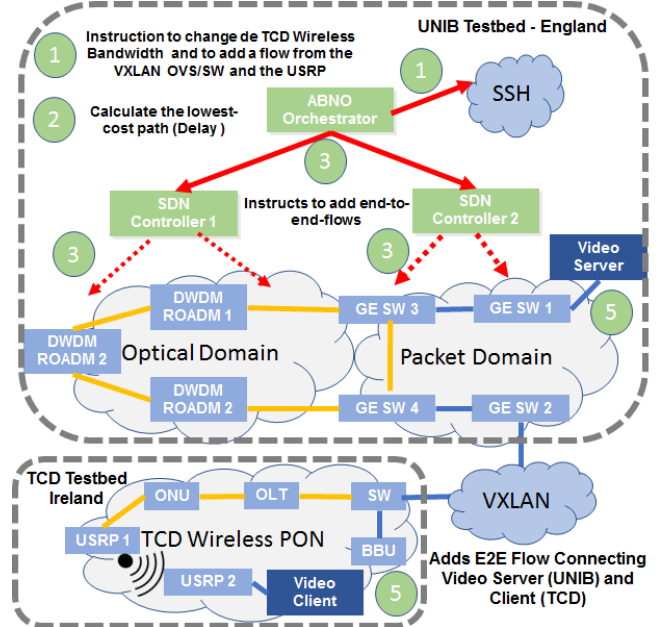 UNIB Testbed - England
1
Instruction to change de TCD Wireless
Bandwidth and to add a flow from the
VXLAN OVS/SW and the USRP
1
SSH
2
Calculate the lowest-
cost path (Delay )
ABNO
Orchestrator
3
SDN
Controller 1
Instructs to add end-to-
end-flows
SDN
Controller 2
3
3
Video
Server
5
DWDM
ROADM 1
GE SW 3
GE SW 1
DWDM
ROADM 2
Optical Domain
Packet Domain
DWDM
ROADM 2
GE SW 4
GE SW 2
TCD Testbed
Ireland
ONU
OLT
SW
VXLAN
USRP 1
TCD Wireless PON
BBU
USRP 2
Video
Client
5
Adds E2E Flow Connecting
Video Server (UNIB) and
Client (TCD)